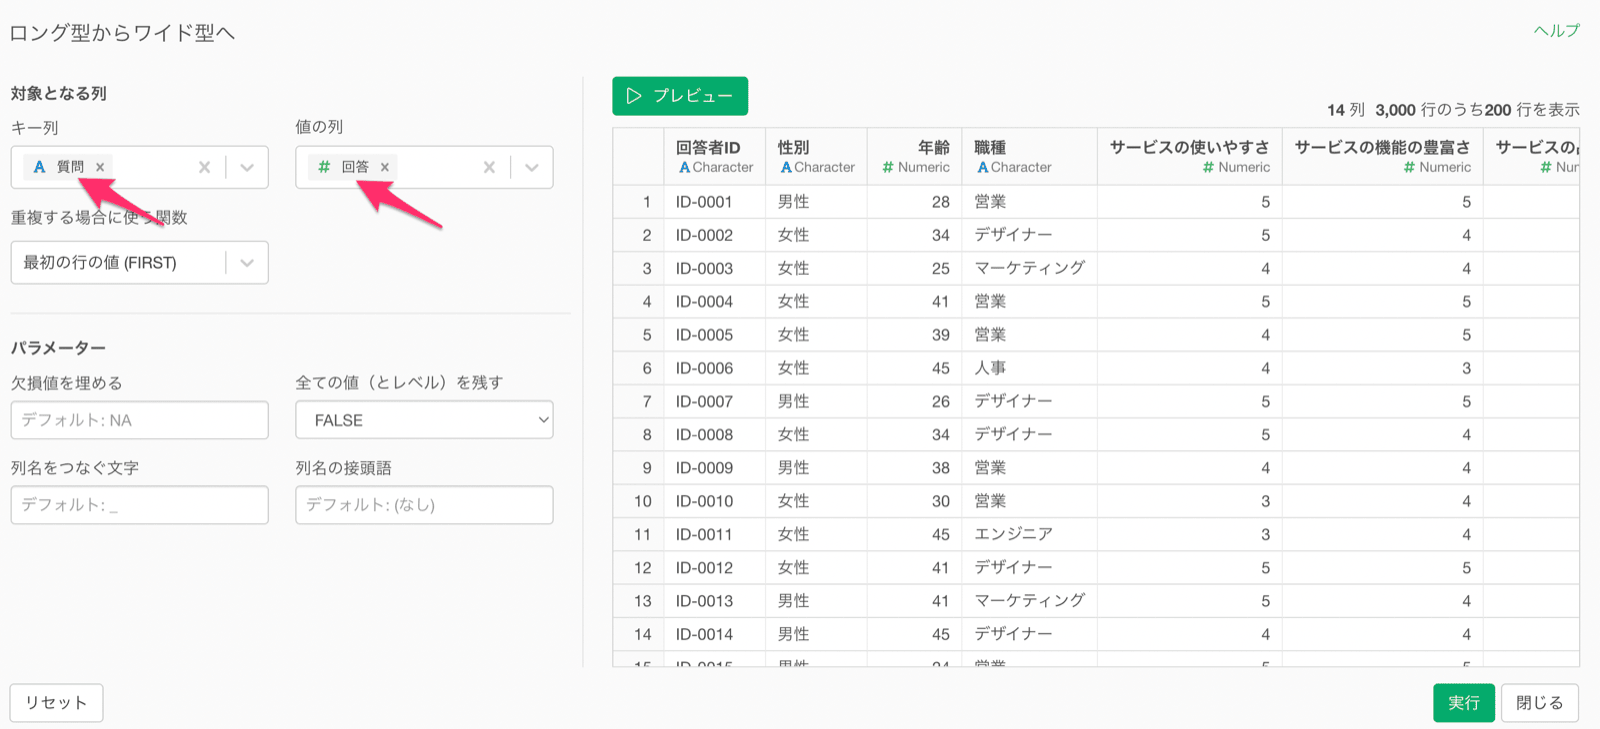 ロング型からワイド型へ
ヘルプ
対象となる列
キー列
値の列
A 質問 ×
# 回答 ×
重複する場合に使う関数
最初の行の値 (FIRST)
パラメーター
欠損値を埋める
全ての値（とレベル）を残す
デフォルト: NA
FALSE
列名をつなぐ文字
列名の接頭語
デフォルト: _
デフォルト: (なし)
リセット
プレビュー
14 列 3,000 行のうち200 行を表示
回答者ID 性別 年齢 職種 サービスの使いやすさ サービスの機能の豊富さ サービスの
A Character A Character # Numeric A Character # Numeric # Numeric # Nur
1 ID-0001 男性 28 営業 5 5
2 ID-0002 女性 34 デザイナー 5 4
3 ID-0003 女性 25 マーケティング 4 4
4 ID-0004 女性 41 営業 5 5
5 ID-0005 女性 39 営業 4 5
6 ID-0006 女性 45 人事 4 3
7 ID-0007 男性 26 デザイナー 5 5
8 ID-0008 女性 34 デザイナー 5 4
9 ID-0009 男性 38 営業 4 4
10 ID-0010 女性 30 営業 3 4
11 ID-0011 女性 45 エンジニア 3 4
12 ID-0012 女性 41 デザイナー 5 5
13 ID-0013 男性 41 マーケティング 5 4
14 ID-0014 男性 45 デザイナー 4 4
15 ID-0015 男性 24 営業 5 5
実行
閉じる